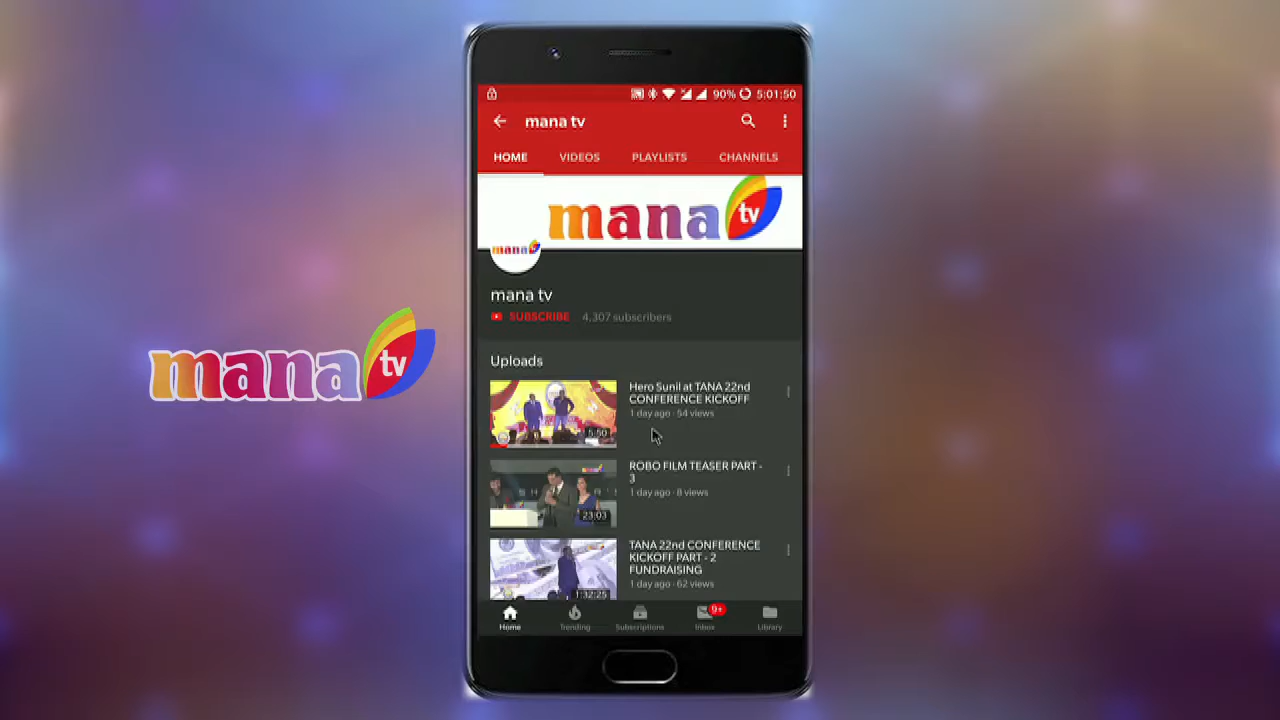 90% 5:01:50
mana tv
HOME VIDEOS PLAYLISTS CHANNELS
mana tv
mana tv
mana tv
SUBSCRIBE 4,307 subscribers
mana tv
Uploads
Hero Sunil at TANA 22nd
CONFERENCE KICKOFF
1 day ago · 54 views
5:50
ROBO FILM TEASER PART -
3
1 day ago · 8 views
23:03
TANA 22nd CONFERENCE
KICKOFF PART - 2
FUNDRAISING
1 day ago · 62 views
1:32:25
9+
Home Trending Subscriptions Inbox Library